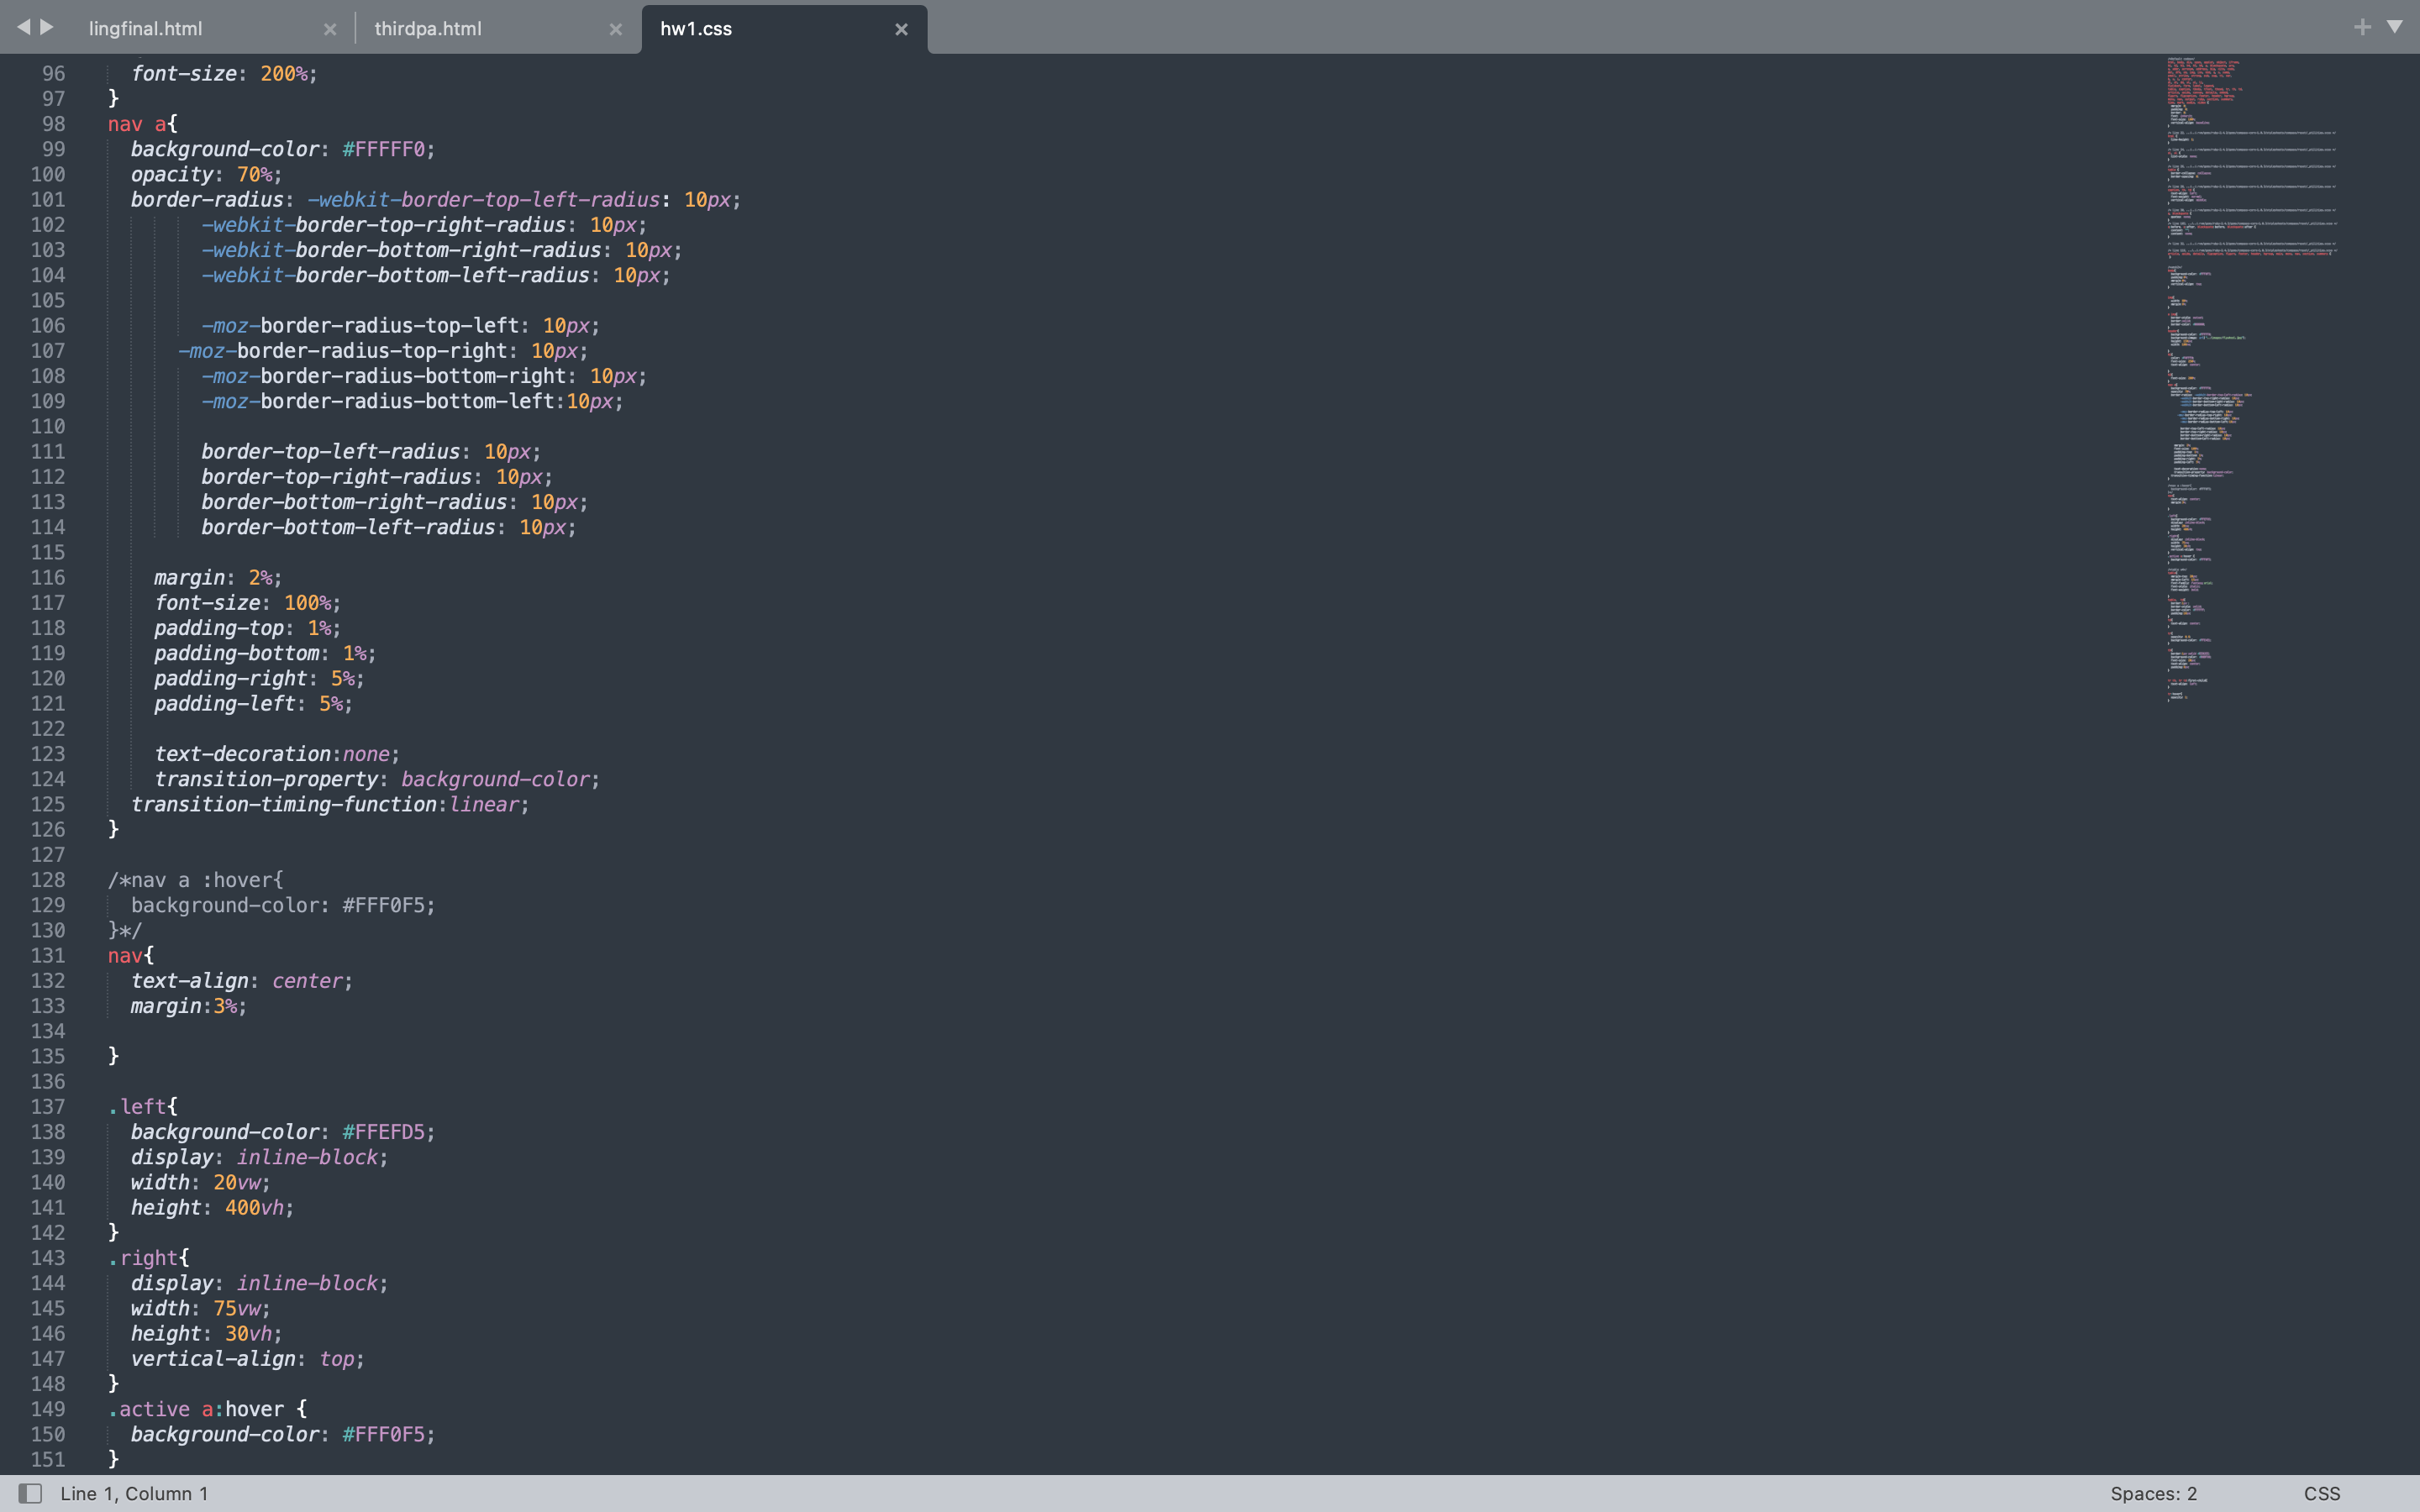 lingfinal.html × thirdpa.html × hw1.css ×
96 font-size: 200%;
97 }
98 nav a{
99 background-color: #FFFFF0;
100 opacity: 70%;
101 border-radius: -webkit-border-top-left-radius: 10px;
102 -webkit-border-top-right-radius: 10px;
103 -webkit-border-bottom-right-radius: 10px;
104 -webkit-border-bottom-left-radius: 10px;
105
106 -moz-border-radius-top-left: 10px;
107 -moz-border-radius-top-right: 10px;
108 -moz-border-radius-bottom-right: 10px;
109 -moz-border-radius-bottom-left:10px;
110
111 border-top-left-radius: 10px;
112 border-top-right-radius: 10px;
113 border-bottom-right-radius: 10px;
114 border-bottom-left-radius: 10px;
115
116 margin: 2%;
117 font-size: 100%;
118 padding-top: 1%;
119 padding-bottom: 1%;
120 padding-right: 5%;
121 padding-left: 5%;
122
123 text-decoration:none;
124 transition-property: background-color;
125 transition-timing-function:linear;
126 }
127
128 /*nav a :hover{
129 background-color: #FFF0F5;
130 }*/
131 nav{
132 text-align: center;
133 margin:3%;
134
135 }
136
137 .left{
138 background-color: #FFEFD5;
139 display: inline-block;
140 width: 20vw;
141 height: 400vh;
142 }
143 .right{
144 display: inline-block;
145 width: 75vw;
146 height: 30vh;
147 vertical-align: top;
148 }
149 .active a:hover {
150 background-color: #FFF0F5;
151 }
Line 1, Column 1 Spaces: 2 CSS